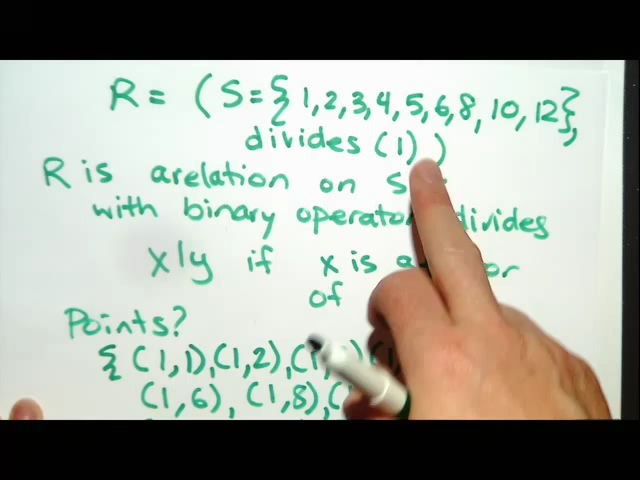 R = ( S = { 1, 2, 3, 4, 5, 6, 8, 10, 12 },
divides (|) )
R is arelation on S
with binary operator divides
x|y if x is a
of
Points?
{ (1,1), (1,2), (1,
(1,6), (1,8), (